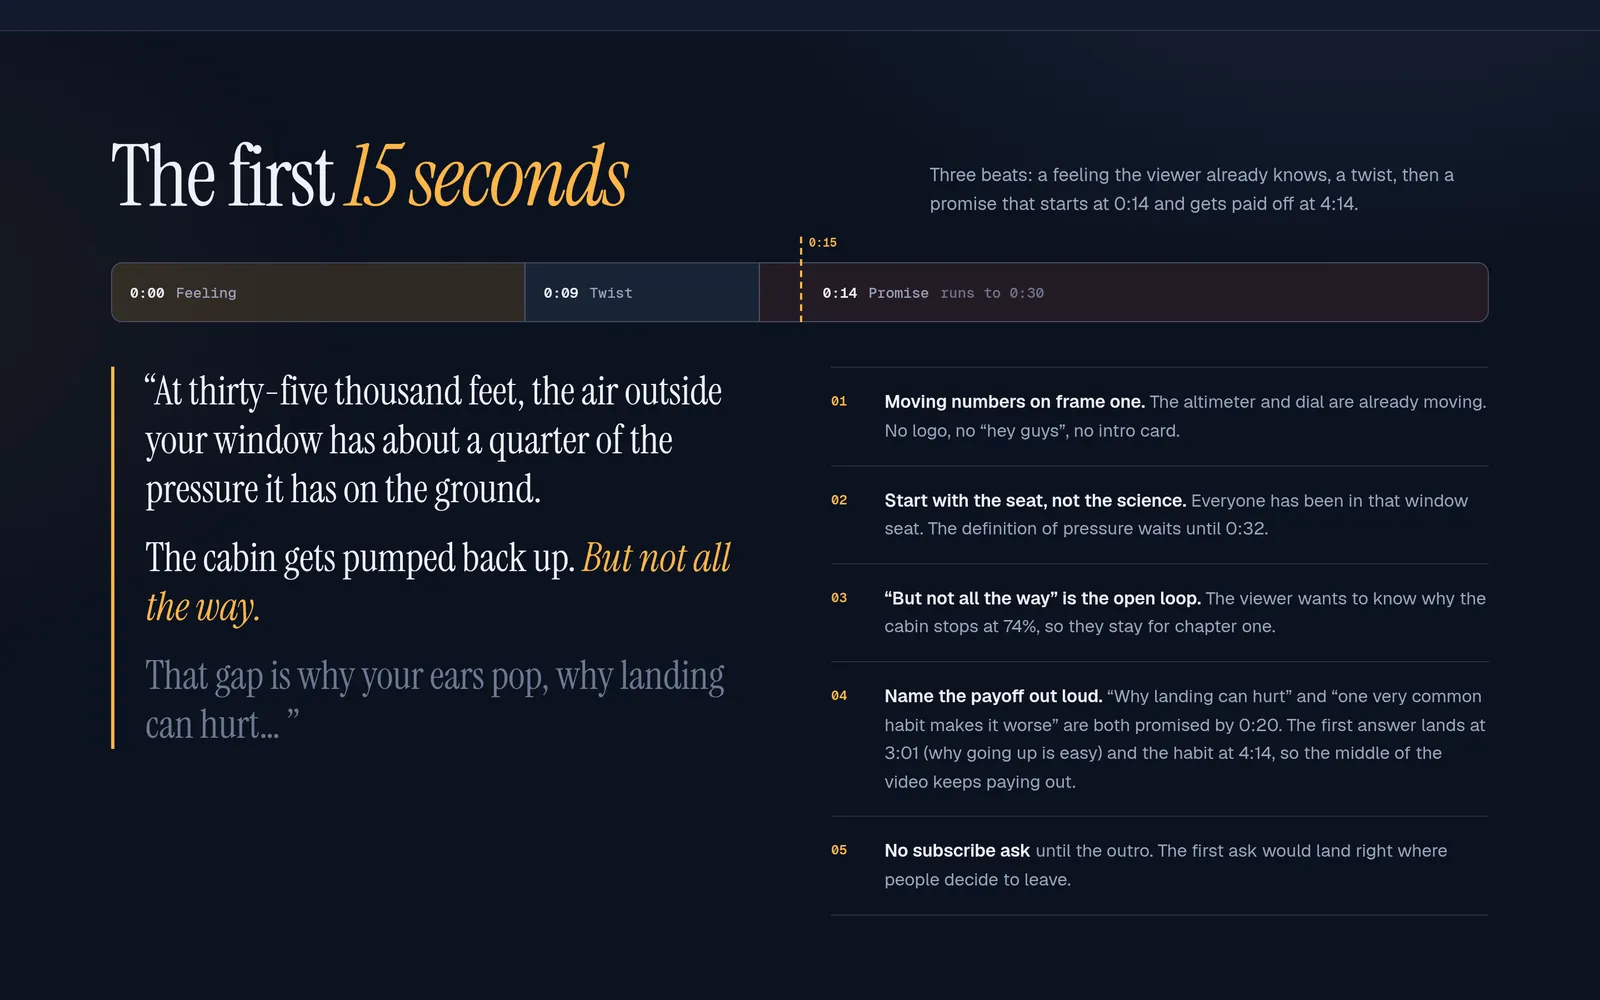 The first 15 seconds
Three beats: a feeling the viewer already knows, a twist, then a
promise that starts at 0:14 and gets paid off at 4:14.
0:15
0:00 Feeling
0:09 Twist
0:14 Promise runs to 0:30
“At thirty-five thousand feet, the air outside
your window has about a quarter of the
pressure it has on the ground.
The cabin gets pumped back up. But not all
the way.
That gap is why your ears pop, why landing
can hurt… ”
01 Moving numbers on frame one. The altimeter and dial are already moving.
No logo, no “hey guys”, no intro card.
02 Start with the seat, not the science. Everyone has been in that window
seat. The definition of pressure waits until 0:32.
03 “But not all the way” is the open loop. The viewer wants to know why the
cabin stops at 74%, so they stay for chapter one.
04 Name the payoff out loud. “Why landing can hurt” and “one very common
habit makes it worse” are both promised by 0:20. The first answer lands at
3:01 (why going up is easy) and the habit at 4:14, so the middle of the
video keeps paying out.
05 No subscribe ask until the outro. The first ask would land right where
people decide to leave.